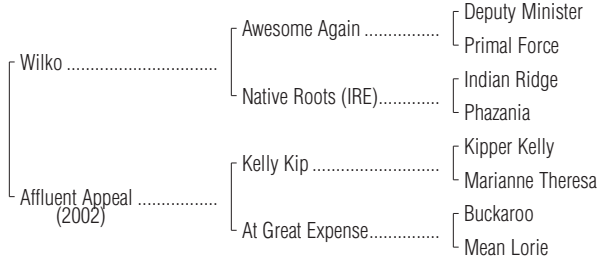 Deputy Minister
Awesome Again ................
Primal Force
Wilko ................................
Indian Ridge
Native Roots (IRE).............
Phazania
Kipper Kelly
Kelly Kip ...........................
Marianne Theresa
Affluent Appeal .................
(2002)
Buckaroo
At Great Expense...............
Mean Lorie